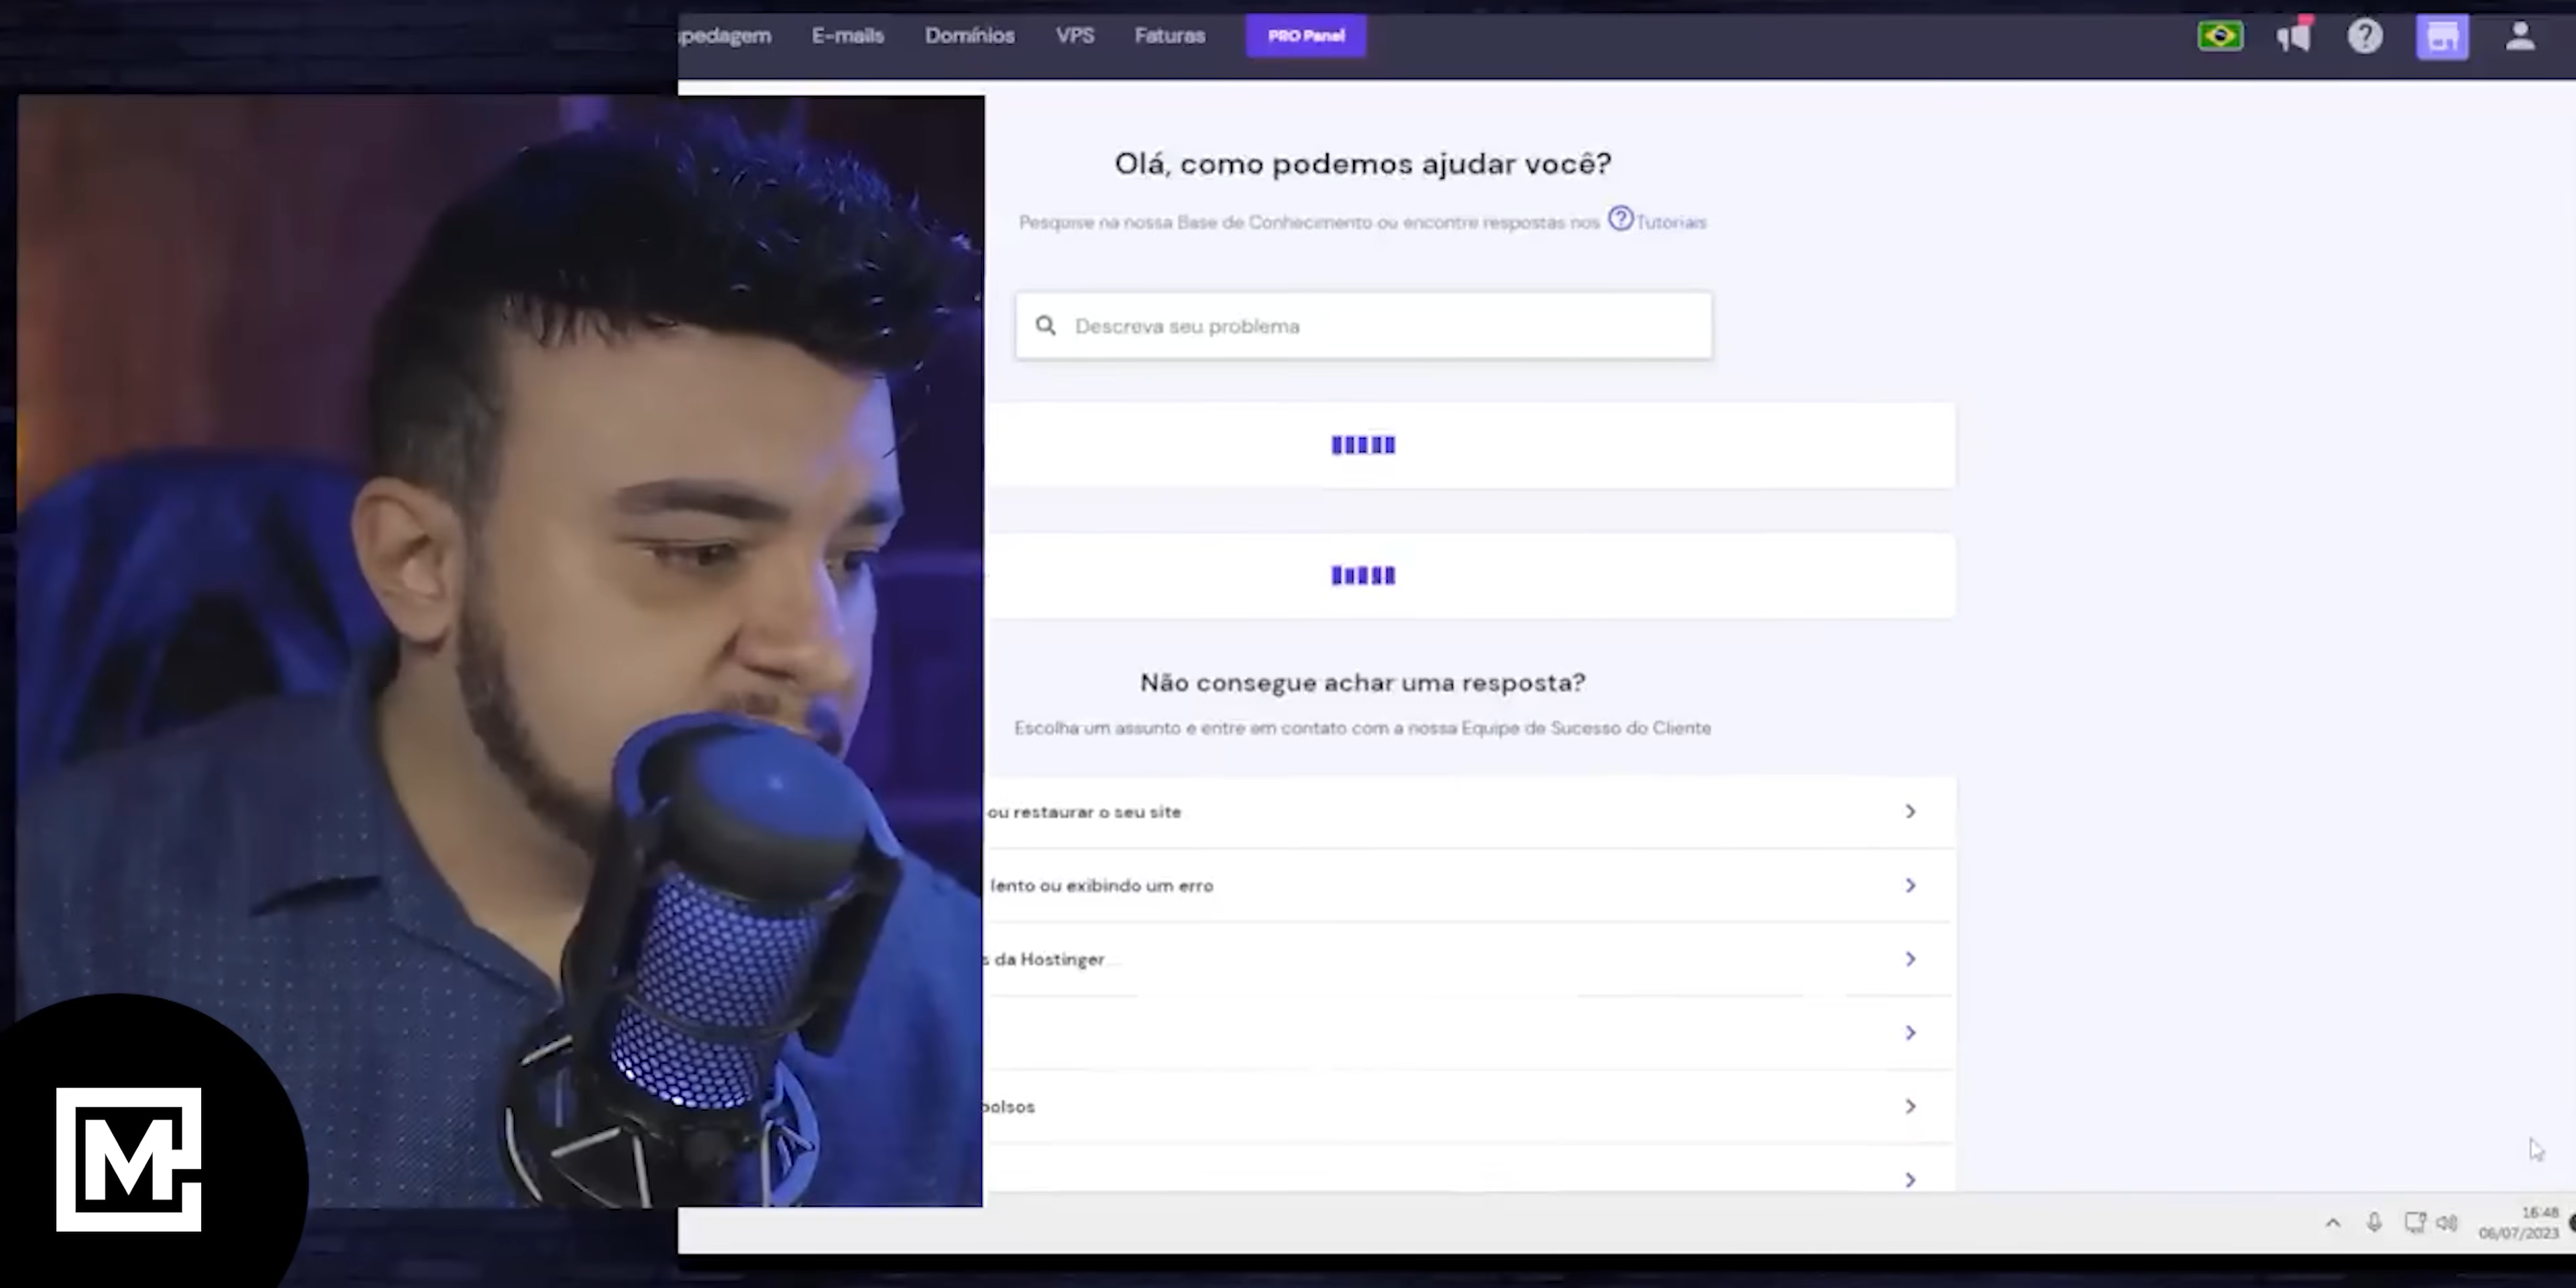 pedagem E-mails Domínios VPS Faturas PRO Panel
Olá, como podemos ajudar você?
Pesquise na nossa Base de Conhecimento ou encontre respostas nos Tutoriais
Descreva seu problema
Não consegue achar uma resposta?
Escolha um assunto e entre em contato com a nossa Equipe de Sucesso do Cliente
ou restaurar o seu site
lento ou exibindo um erro
s da Hostinger
bolsos
16:48
06/07/2023
M